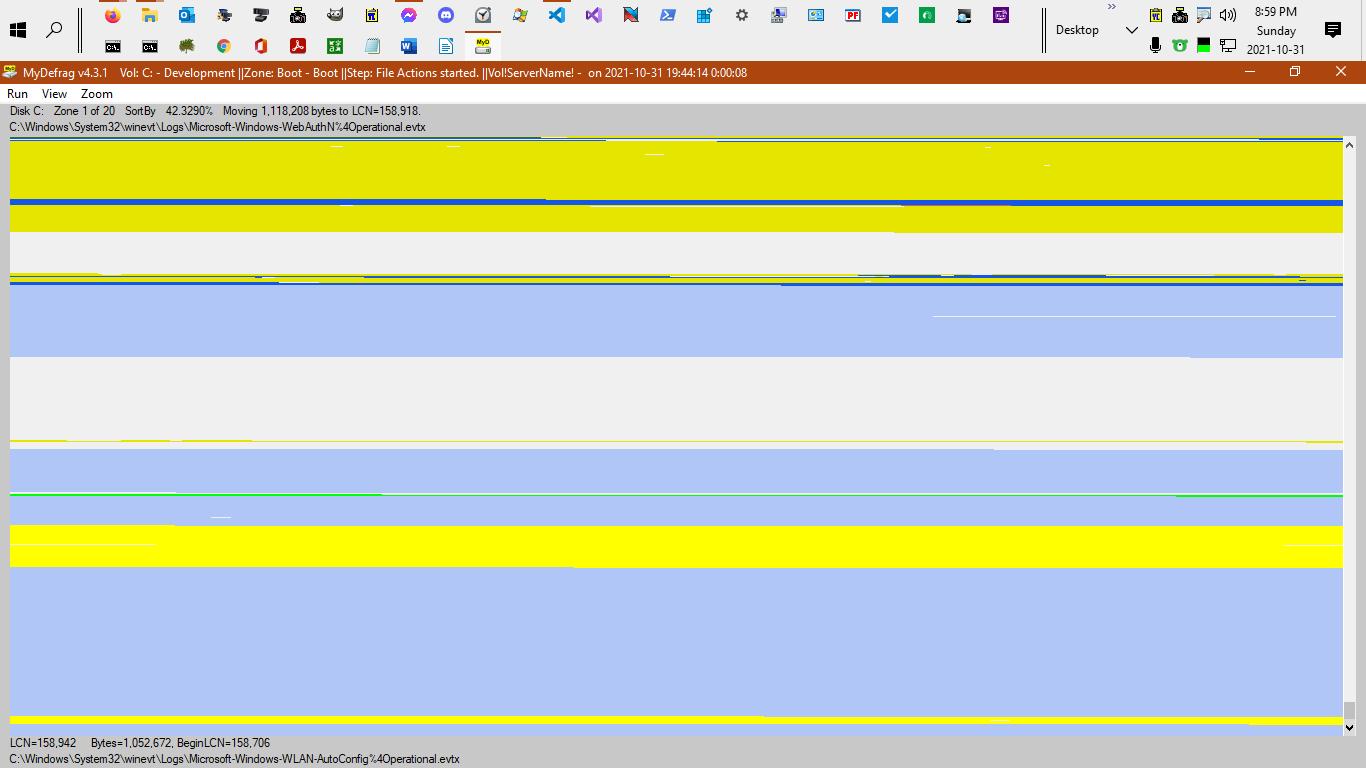 8:59 PM
Desktop
Sunday
2021-10-31
MyDefrag v4.3.1 Vol: C: - Development ||Zone: Boot - Boot ||Step: File Actions started. ||Vol!ServerName! - on 2021-10-31 19:44:14 0:00:08
Run View Zoom
Disk C: Zone 1 of 20 SortBy 42.3290% Moving 1,118,208 bytes to LCN=158,918.
C:\Windows\System32\winevt\Logs\Microsoft-Windows-WebAuthN%4Operational.evtx
LCN=158,942 Bytes=1,052,672, BeginLCN=158,706
C:\Windows\System32\winevt\Logs\Microsoft-Windows-WLAN-AutoConfig%4Operational.evtx